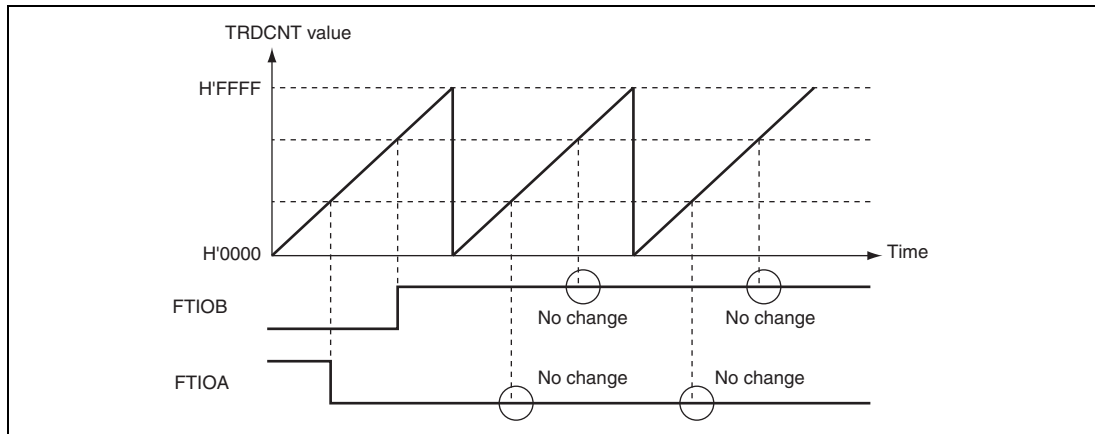 TRDCNT value
H'FFFF
H'0000
Time
FTIOB
No change
No change
FTIOA
No change
No change